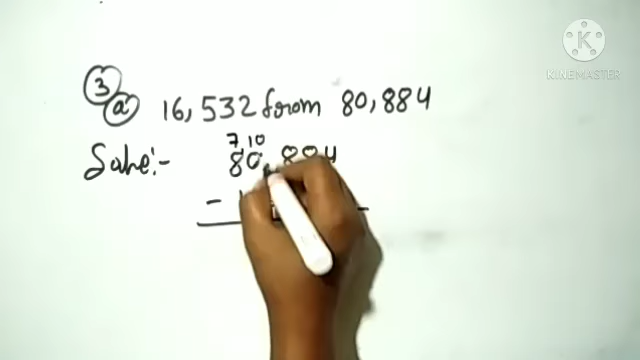 3
a 16,532 from 80,884
Solve:-
7 10
80,884
-
K
KINEMASTER